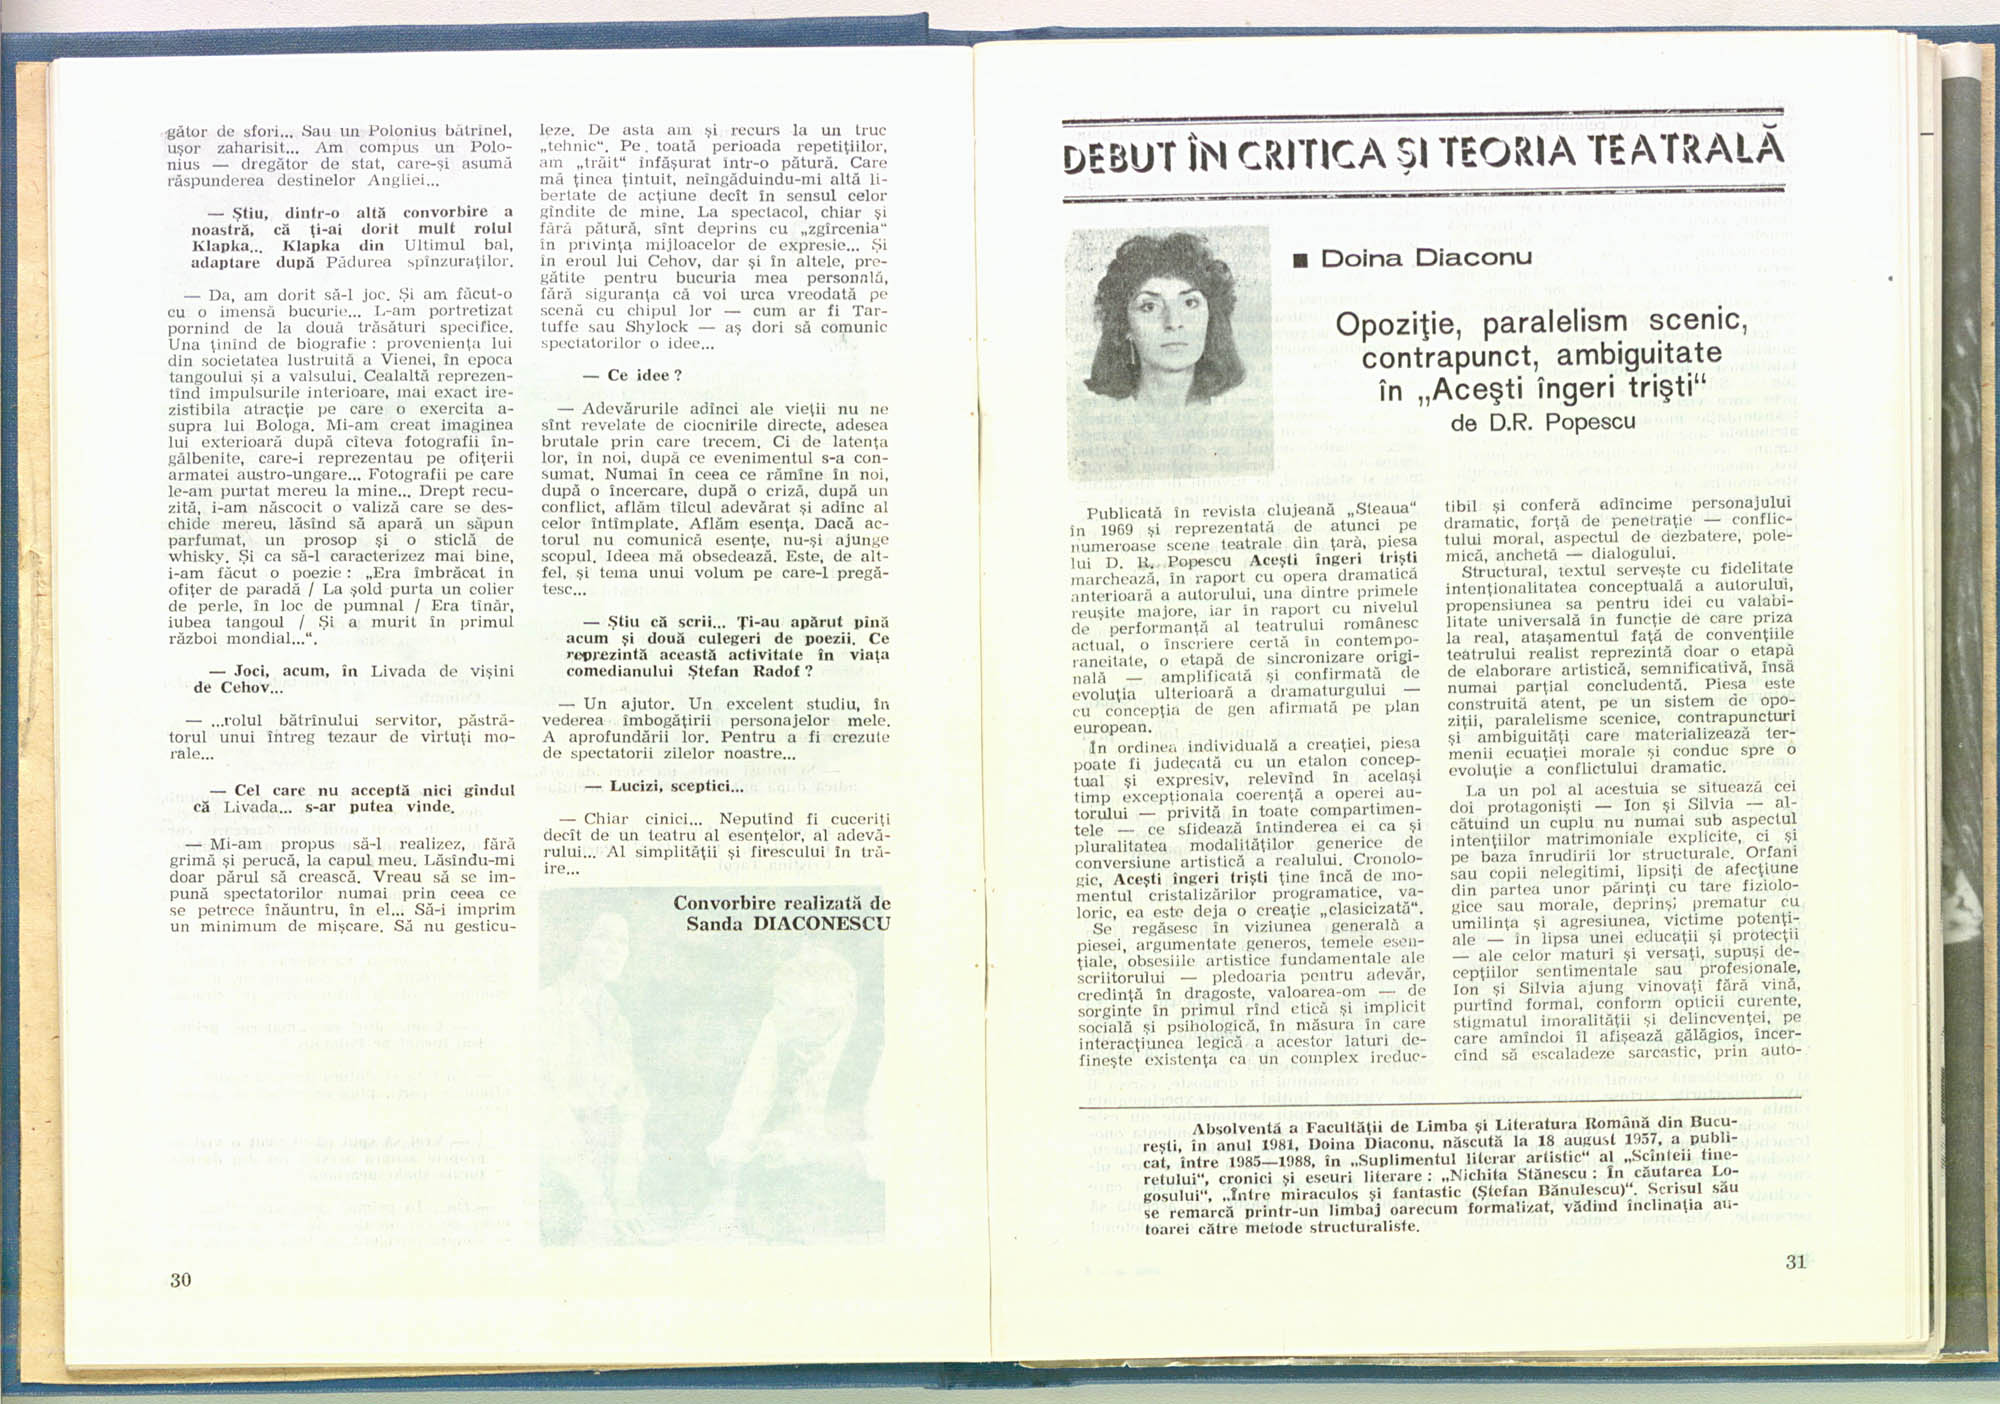 gător de sfori... Sau un Polonius bătrînel,
ușor zaharisit... Am compus un Polo-
nius — dregător de stat, care-și asumă
răspunderea destinelor Angliei...
— Știu, dintr-o altă convorbire a
noastră, că ți-ai dorit mult rolul
Klapka... Klapka din Ultimul bal,
adaptare după Pădurea spînzuraților.
— Da, am dorit să-l joc. Și am făcut-o
cu o imensă bucurie... L-am portretizat
pornind de la două trăsături specifice.
Una ținînd de biografie : proveniența lui
din societatea lustruită a Vienei, în epoca
tangoului și a valsului. Cealaltă reprezen-
tînd impulsurile interioare, mai exact ire-
zistibila atracție pe care o exercita a-
supra lui Bologa. Mi-am creat imaginea
lui exterioară după cîteva fotografii în-
gălbenite, care-i reprezentau pe ofițerii
armatei austro-ungare... Fotografii pe care
le-am purtat mereu la mine... Drept recu-
zită, i-am născocit o valiză care se des-
chide mereu, lăsînd să apară un săpun
parfumat, un prosop și o sticlă de
whisky. Și ca să-l caracterizez mai bine,
i-am făcut o poezie : „Era îmbrăcat in
ofițer de paradă / La șold purta un colier
de perle, în loc de pumnal / Era tînăr,
iubea tangoul / Și a murit în primul
război mondial...“.
— Joci, acum, în Livada de vișini
de Cehov...
— ...rolul bătrînului servitor, păstră-
torul unui întreg tezaur de virtuți mo-
rale...
— Cel care nu acceptă nici gîndul
că Livada... s-ar putea vinde.
— Mi-am propus să-l realizez, fără
grimă și perucă, la capul meu. Lăsîndu-mi
doar părul să crească. Vreau să se im-
pună spectatorilor numai prin ceea ce
se petrece înăuntru, în el... Să-i imprim
un minimum de mișcare. Să nu gesticu-
30
leze. De asta am și recurs la un truc
„tehnic“. Pe toată perioada repetițiilor,
am „trăit“ înfășurat într-o pătură. Care
mă ținea țintuit, neîngăduindu-mi altă li-
bertate de acțiune decît în sensul celor
gîndite de mine. La spectacol, chiar și
fără pătură, sînt deprins cu „zgîrcenia“
în privința mijloacelor de expresie... Și
în eroul lui Cehov, dar și în altele, pre-
gătite pentru bucuria mea personală,
fără siguranța că voi urca vreodată pe
scenă cu chipul lor — cum ar fi Tar-
tuffe sau Shylock — aș dori să comunic
spectatorilor o idee...
— Ce idee ?
— Adevărurile adînci ale vieții nu ne
sînt revelate de ciocnirile directe, adesea
brutale prin care trecem. Ci de latența
lor, în noi, după ce evenimentul s-a con-
sumat. Numai în ceea ce rămîne în noi,
după o încercare, după o criză, după un
conflict, aflăm tîlcul adevărat și adînc al
celor întîmplate. Aflăm esența. Dacă ac-
torul nu comunică esențe, nu-și ajunge
scopul. Ideea mă obsedează. Este, de alt-
fel, și tema unui volum pe care-l pregă-
tesc...
— Știu că scrii... Ți-au apărut pînă
acum și două culegeri de poezii. Ce
reprezintă această activitate în viața
comedianului Ștefan Radof ?
— Un ajutor. Un excelent studiu, în
vederea îmbogățirii personajelor mele.
A aprofundării lor. Pentru a fi crezute
de spectatorii zilelor noastre...
— Lucizi, sceptici...
— Chiar cinici... Neputînd fi cuceriți
decît de un teatru al esențelor, al adevă-
rului... Al simplității și firescului în tră-
ire...
Convorbire realizată de
Sanda DIACONESCU
DEBUT ÎN CRITICA ȘI TEORIA TEATRALĂ
■ Doina Diaconu
Opoziție, paralelism scenic,
contrapunct, ambiguitate
în „Acești îngeri triști“
de D.R. Popescu
Publicată în revista clujeană „Steaua“
în 1969 și reprezentată de atunci pe
numeroase scene teatrale din țară, piesa
lui D. R. Popescu Acești îngeri triști
marchează, în raport cu opera dramatică
anterioară a autorului, una dintre primele
reușite majore, iar în raport cu nivelul
de performanță al teatrului românesc
actual, o înscriere certă în contempo-
raneitate, o etapă de sincronizare origi-
nală — amplificată și confirmată de
evoluția ulterioară a dramaturgului —
cu concepția de gen afirmată pe plan
european.
În ordinea individuală a creației, piesa
poate fi judecată cu un etalon concep-
tual și expresiv, relevînd în același
timp excepționala coerență a operei au-
torului — privită în toate compartimen-
tele — ce sfidează întinderea ei ca și
pluralitatea modalităților generice de
conversiune artistică a realului. Cronolo-
gic, Acești îngeri triști ține încă de mo-
mentul cristalizărilor programatice, va-
loric, ea este deja o creație „clasicizată“.
Se regăsesc în viziunea generală a
piesei, argumentate generos, temele esen-
țiale, obsesiile artistice fundamentale ale
scriitorului — pledoaria pentru adevăr,
credință în dragoste, valoarea-om — de
sorginte în primul rînd etică și implicit
socială și psihologică, în măsura în care
interacțiunea legică a acestor laturi de-
finește existența ca un complex ireduc-
tibil și conferă adîncime personajului
dramatic, forță de penetrație — conflic-
tului moral, aspectul de dezbatere, pole-
mică, anchetă — dialogului.
Structural, textul servește cu fidelitate
intenționalitatea conceptuală a autorului,
propensiunea sa pentru idei cu valabi-
litate universală în funcție de care priza
la real, atașamentul față de convențiile
teatrului realist reprezintă doar o etapă
de elaborare artistică, semnificativă, însă
numai parțial concludentă. Piesa este
construită atent, pe un sistem de opo-
ziții, paralelisme scenice, contrapuncturi
și ambiguități care materializează ter-
menii ecuației morale și conduc spre o
evoluție a conflictului dramatic.
La un pol al acestuia se situează cei
doi protagoniști — Ion și Silvia — al-
cătuind un cuplu nu numai sub aspectul
intențiilor matrimoniale explicite, ci și
pe baza înrudirii lor structurale. Orfani
sau copii nelegitimi, lipsiți de afecțiune
din partea unor părinți cu tare fiziolo-
gice sau morale, deprinși prematur cu
umilința și agresiunea, victime potenți-
ale — în lipsa unei educații și protecții
— ale celor maturi și versați, supuși de-
cepțiilor sentimentale sau profesionale,
Ion și Silvia ajung vinovați fără vină,
purtînd formal, conform opticii curente,
stigmatul imoralității și delincvenței, pe
care amîndoi îl afișează gălăgios, încer-
cînd să escaladeze sarcastic, prin auto-
Absolventă a Facultății de Limba și Literatura Română din Bucu-
rești, în anul 1981, Doina Diaconu, născută la 18 august 1957, a publi-
cat, între 1985—1988, în „Suplimentul literar artistic“ al „Scînteii tine-
retului“, cronici și eseuri literare : „Nichita Stănescu : În căutarea Lo-
gosului“, „Între miraculos și fantastic (Ștefan Bănulescu)“. Scrisul său
se remarcă printr-un limbaj oarecum formalizat, vădind înclinația au-
toarei către metode structuraliste.
31